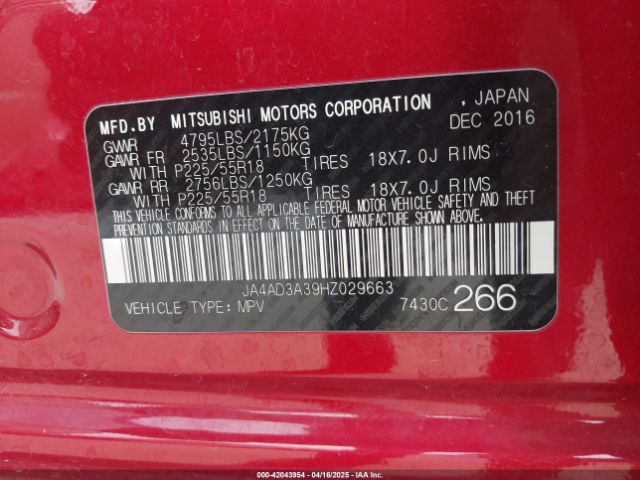 MFD.BY MITSUBISHI MOTORS CORPORATION , JAPAN
GVWR 4795LBS/2175KG DEC 2016
GAWR FR 2535LBS/1150KG
WITH P225/55R18 TIRES 18X7.0J RIMS
GAWR RR 2756LBS/1250KG
WITH P225/55R18 TIRES 18X7.0J RIMS
THIS VEHICLE CONFORMS TO ALL APPLICABLE FEDERAL MOTOR VEHICLE SAFETY AND THEFT
PREVENTION STANDARDS IN EFFECT ON THE DATE OF MANUFACTURE SHOWN ABOVE.
JA4AD3A39HZ029663
VEHICLE TYPE: MPV 7430C 266
000-42043954 - 04/16/2025 - IAA Inc.